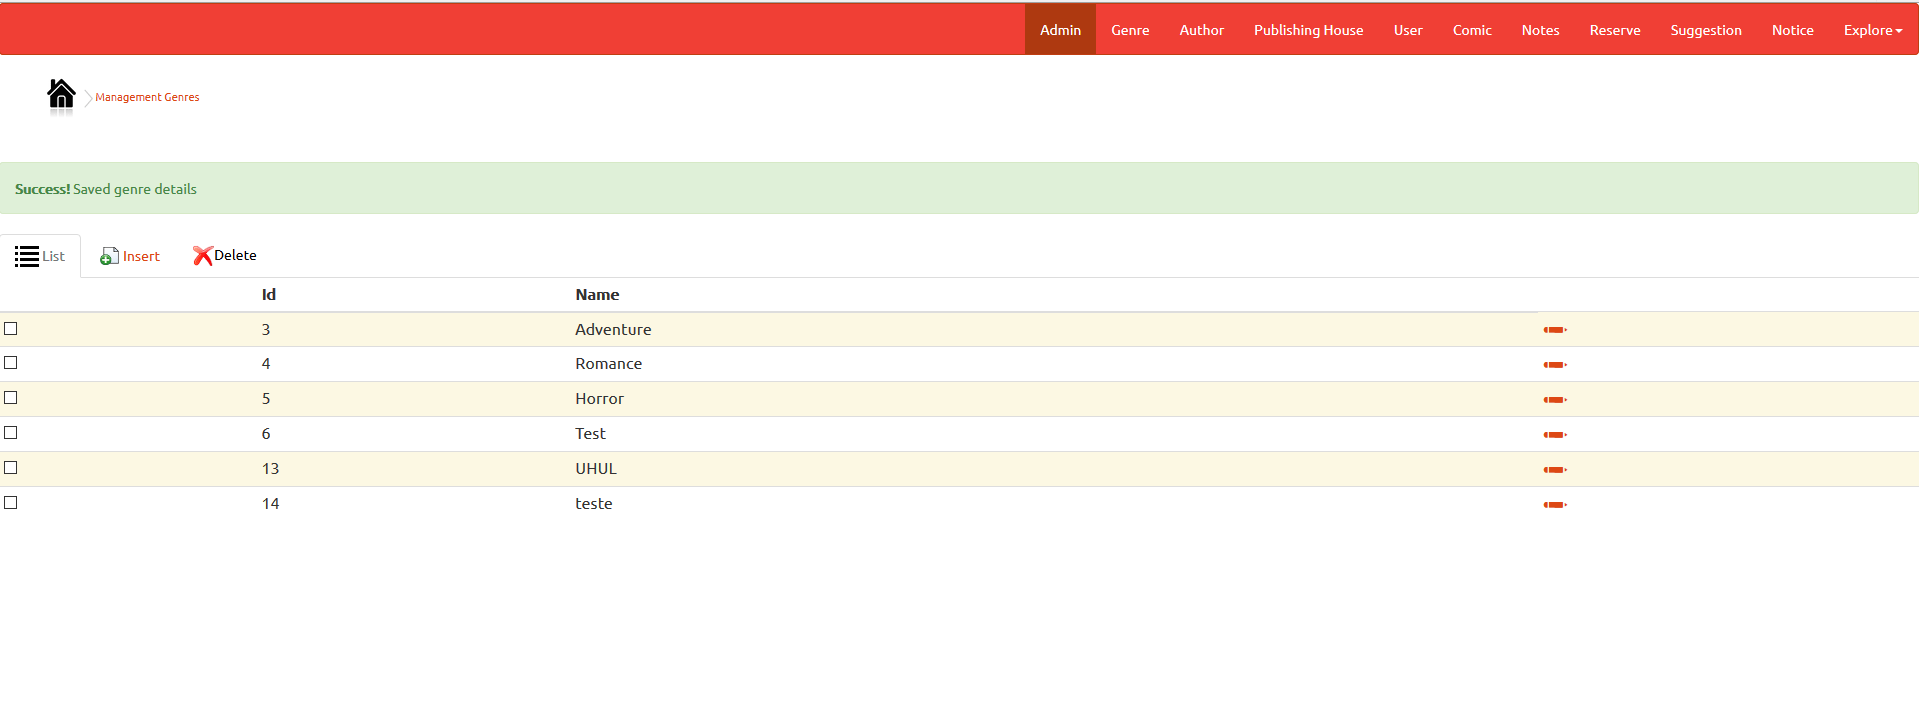 Admin Genre Author Publishing House User Comic Notes Reserve Suggestion Notice Explore
Management Genres
Success! Saved genre details
List Insert Delete
Id Name
3 Adventure
4 Romance
5 Horror
6 Test
13 UHUL
14 teste